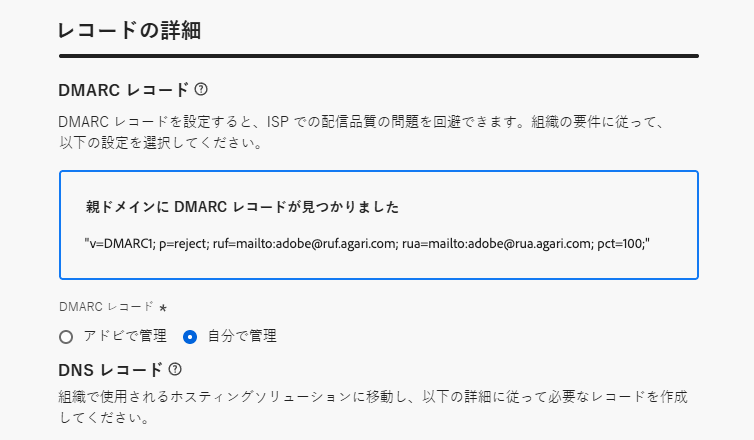 レコードの詳細
DMARC レコード ?
DMARC レコードを設定すると、ISP での配信品質の問題を回避できます。組織の要件に従って、
以下の設定を選択してください。
親ドメインに DMARC レコードが見つかりました
"v=DMARC1; p=reject; ruf=mailto:adobe@ruf.agari.com; rua=mailto:adobe@rua.agari.com; pct=100;"
DMARC レコード *
アドビで管理 自分で管理
DNS レコード ?
組織で使用されるホスティングソリューションに移動し、以下の詳細に従って必要なレコードを作成
してください。